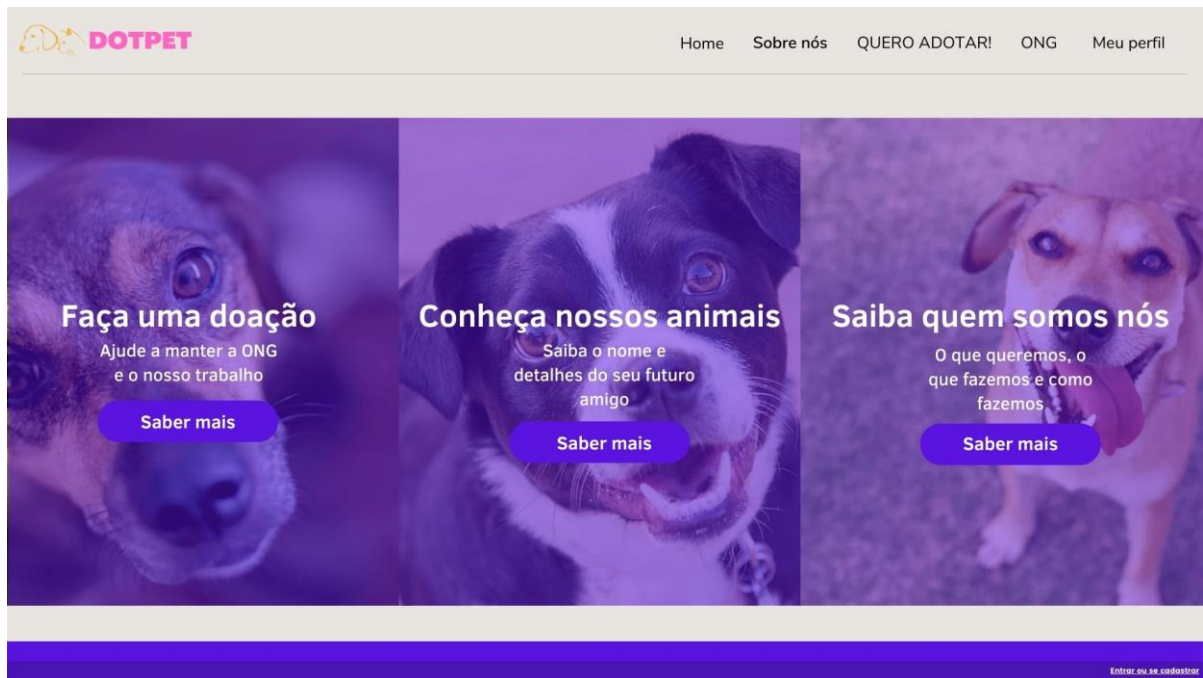 DOTPET
Home Sobre nós QUERO ADOTAR! ONG Meu perfil
Faça uma doação
Ajude a manter a ONG
e o nosso trabalho
Saber mais
Conheça nossos animais
Saiba o nome e
detalhes do seu futuro
amigo
Saber mais
Saiba quem somos nós
O que queremos, o
que fazemos e como
fazemos
Saber mais
Entrar ou se cadastrar